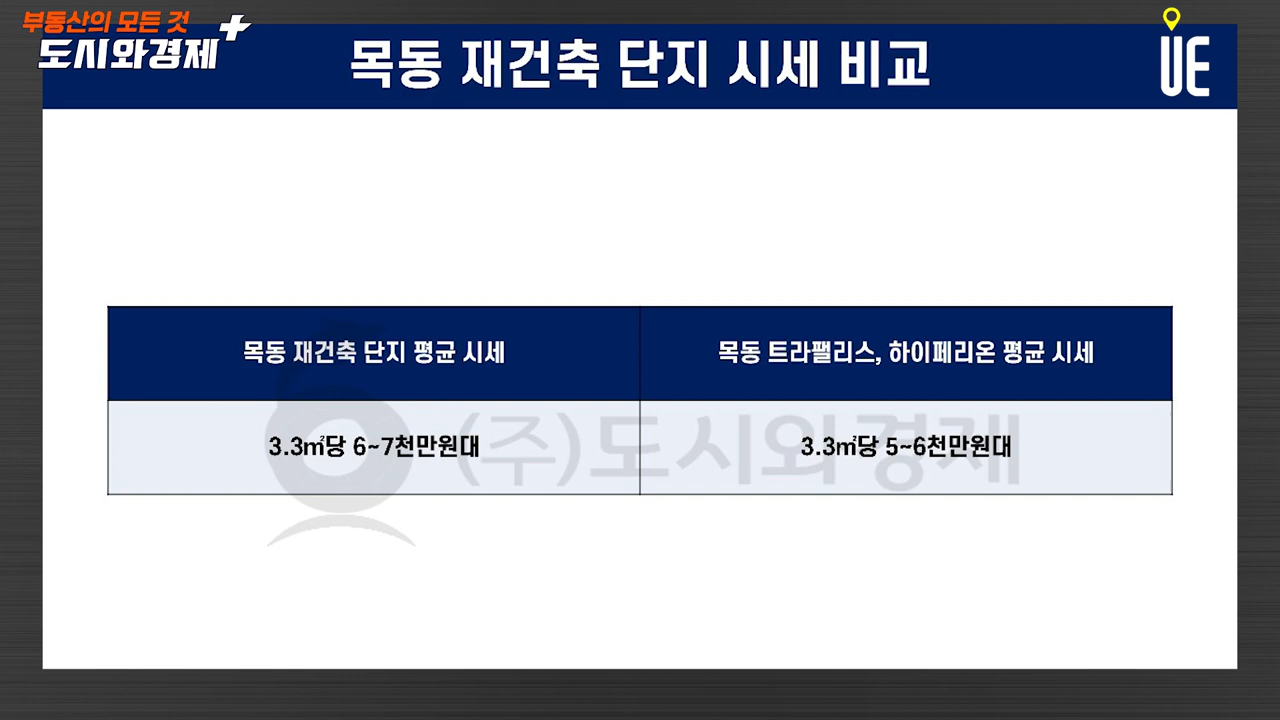 부동산의 모든 것
도시와경제
목동 재건축 단지 시세 비교
UE
목동 재건축 단지 평균 시세
목동 트라팰리스, 하이페리온 평균 시세
3.3㎡당 6~7천만원대
3.3㎡당 5~6천만원대
(주)도시와경제